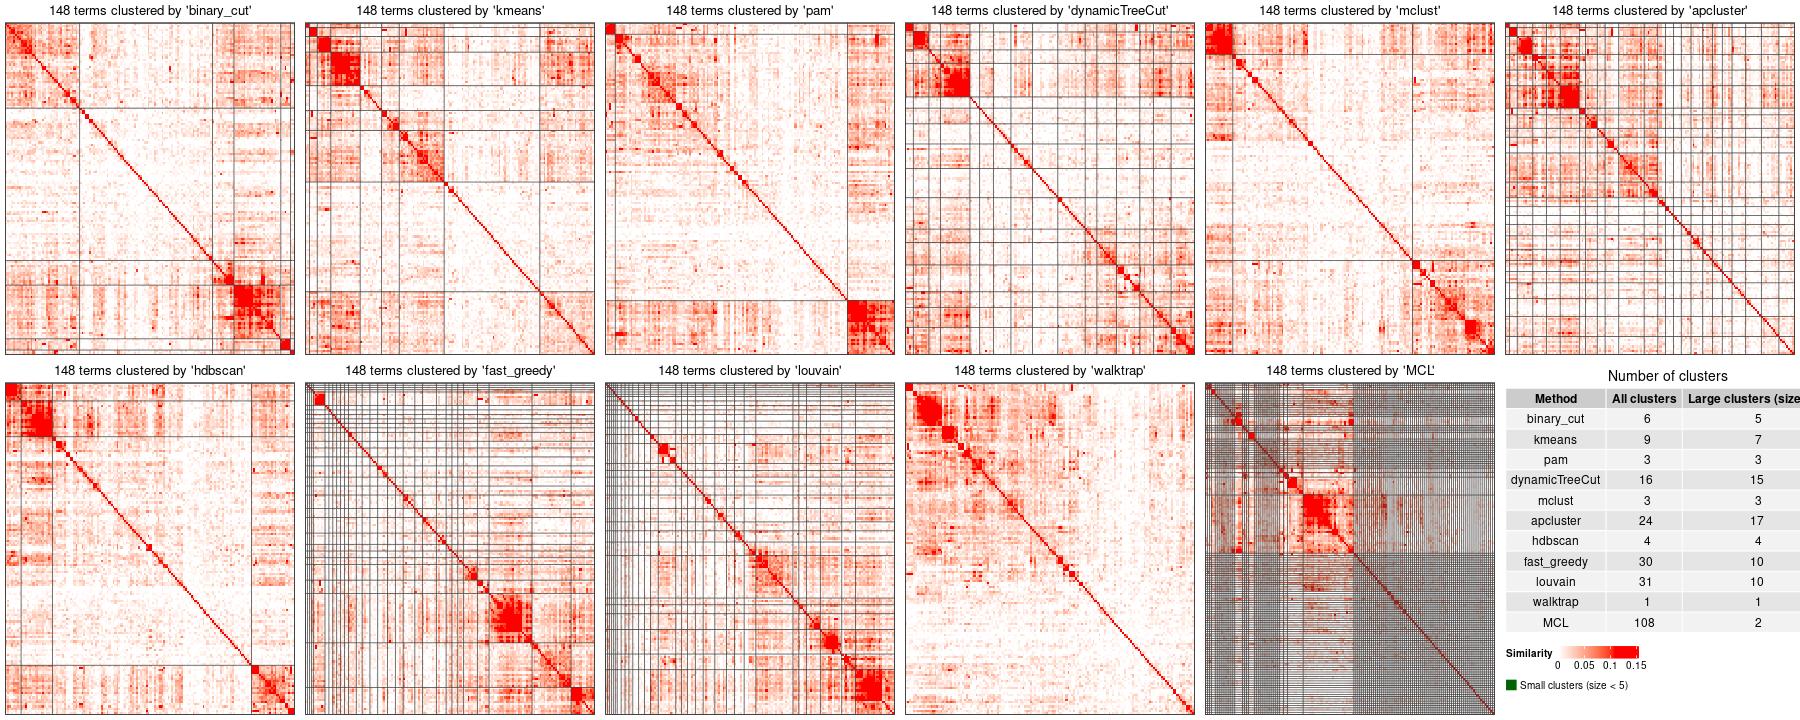 148 terms clustered by 'binary_cut'
148 terms clustered by 'kmeans'
148 terms clustered by 'pam'
148 terms clustered by 'dynamicTreeCut'
148 terms clustered by 'mclust'
148 terms clustered by 'apcluster'
148 terms clustered by 'hdbscan'
148 terms clustered by 'fast_greedy'
148 terms clustered by 'louvain'
148 terms clustered by 'walktrap'
148 terms clustered by 'MCL'
Number of clusters
Method All clusters Large clusters (size
binary_cut 6 5
kmeans 9 7
pam 3 3
dynamicTreeCut 16 15
mclust 3 3
apcluster 24 17
hdbscan 4 4
fast_greedy 30 10
louvain 31 10
walktrap 1 1
MCL 108 2
Similarity
0 0.05 0.1 0.15
Small clusters (size < 5)